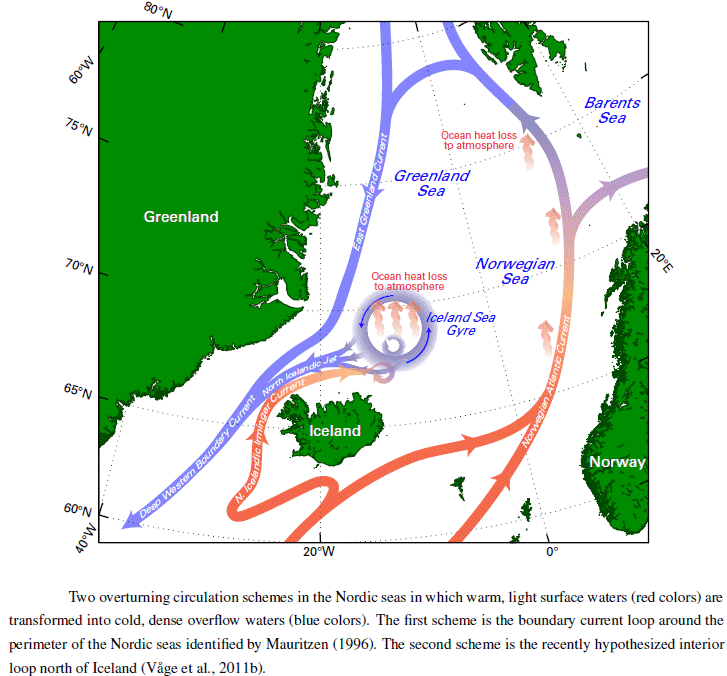 80°N
60°W
75°N
70°N
65°N
60°N
40°W
20°W
0°
20°E
Greenland
Barents
Sea
Ocean heat loss
to atmosphere
Greenland
Sea
East Greenland Current
Norwegian
Sea
Ocean heat loss
to atmosphere
Iceland Sea
Gyre
North Icelandic Jet
N. Icelandic Irminger Current
Deep Western Boundary Current
Norwegian Atlantic Current
Iceland
Norway
Two overturning circulation schemes in the Nordic seas in which warm, light surface waters (red colors) are
transformed into cold, dense overflow waters (blue colors). The first scheme is the boundary current loop around the
perimeter of the Nordic seas identified by Mauritzen (1996). The second scheme is the recently hypothesized interior
loop north of Iceland (Våge et al., 2011b).